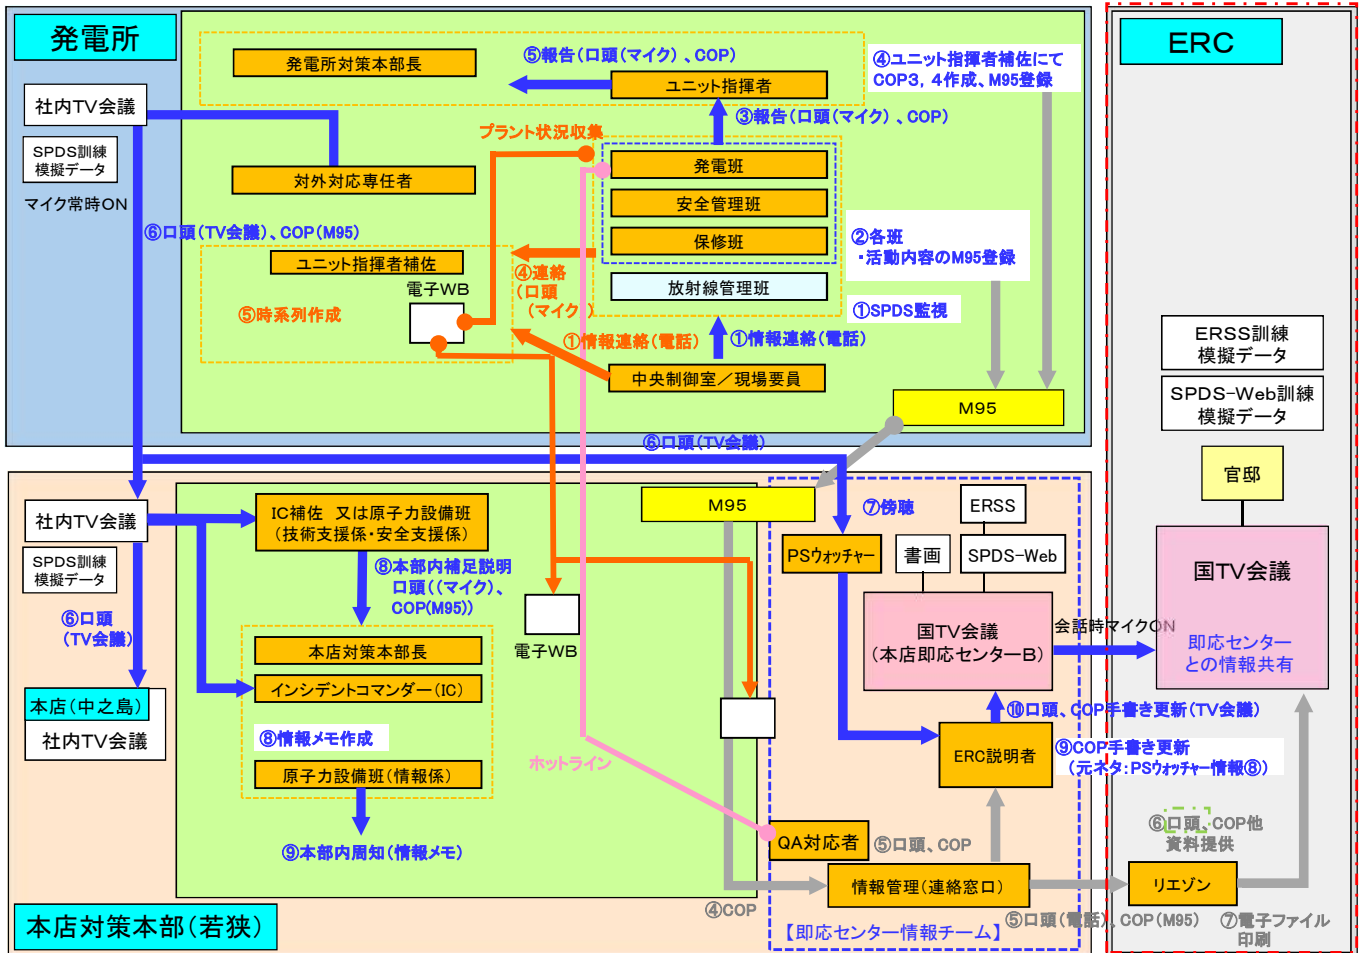 発電所
社内TV会議
SPDS訓練
模擬データ
マイク常時ON
発電所対策本部長
⑤報告(口頭(マイク)、COP)
ユニット指揮者
④ユニット指揮者補佐にて
COP3，4作成、M95登録
③報告(口頭(マイク)、COP)
プラント状況収集
対外対応専任者
発電班
安全管理班
保修班
放射線管理班
②各班
・活動内容のM95登録
①SPDS監視
⑥口頭(TV会議)、COP(M95)
ユニット指揮者補佐
電子WB
⑤時系列作成
④連絡
(口頭
(マイク)
①情報連絡(電話)
①情報連絡(電話)
中央制御室／現場要員
M95
⑥口頭(TV会議)
ERC
ERSS訓練
模擬データ
SPDS-Web訓練
模擬データ
官邸
国TV会議
即応センター
との情報共有
社内TV会議
SPDS訓練
模擬データ
⑥口頭
(TV会議)
本店(中之島)
社内TV会議
IC補佐 又は原子力設備班
(技術支援係・安全支援係)
⑧本部内補足説明
口頭((マイク)、
COP(M95))
本店対策本部長
インシデントコマンダー(IC)
⑧情報メモ作成
原子力設備班(情報係)
⑨本部内周知(情報メモ)
電子WB
ホットライン
M95
⑦傍聴
PSウォッチャー
書画
ERSS
SPDS-Web
国TV会議
(本店即応センターB)
会話時マイクON
⑩口頭、COP手書き更新(TV会議)
ERC説明者
⑨COP手書き更新
(元ネタ:PSウォッチャー情報⑧)
QA対応者
⑤口頭、COP
情報管理(連絡窓口)
④COP
⑤口頭(電話)、COP(M95)
【即応センター情報チーム】
⑥口頭、COP他
資料提供
リエゾン
⑦電子ファイル
印刷
本店対策本部(若狭)